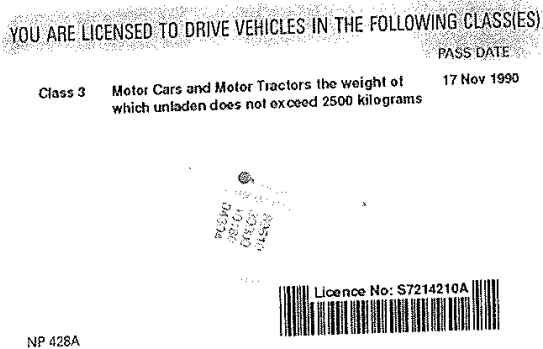 YOU ARE LICENSED TO DRIVE VEHICLES IN THE FOLLOWING CLASS(ES)
PASS DATE
Class 3 Motor Cars and Motor Tractors the weight of 17 Nov 1990
which unladen does not exceed 2500 kilograms
Licence No: S7214210A
NP 428A